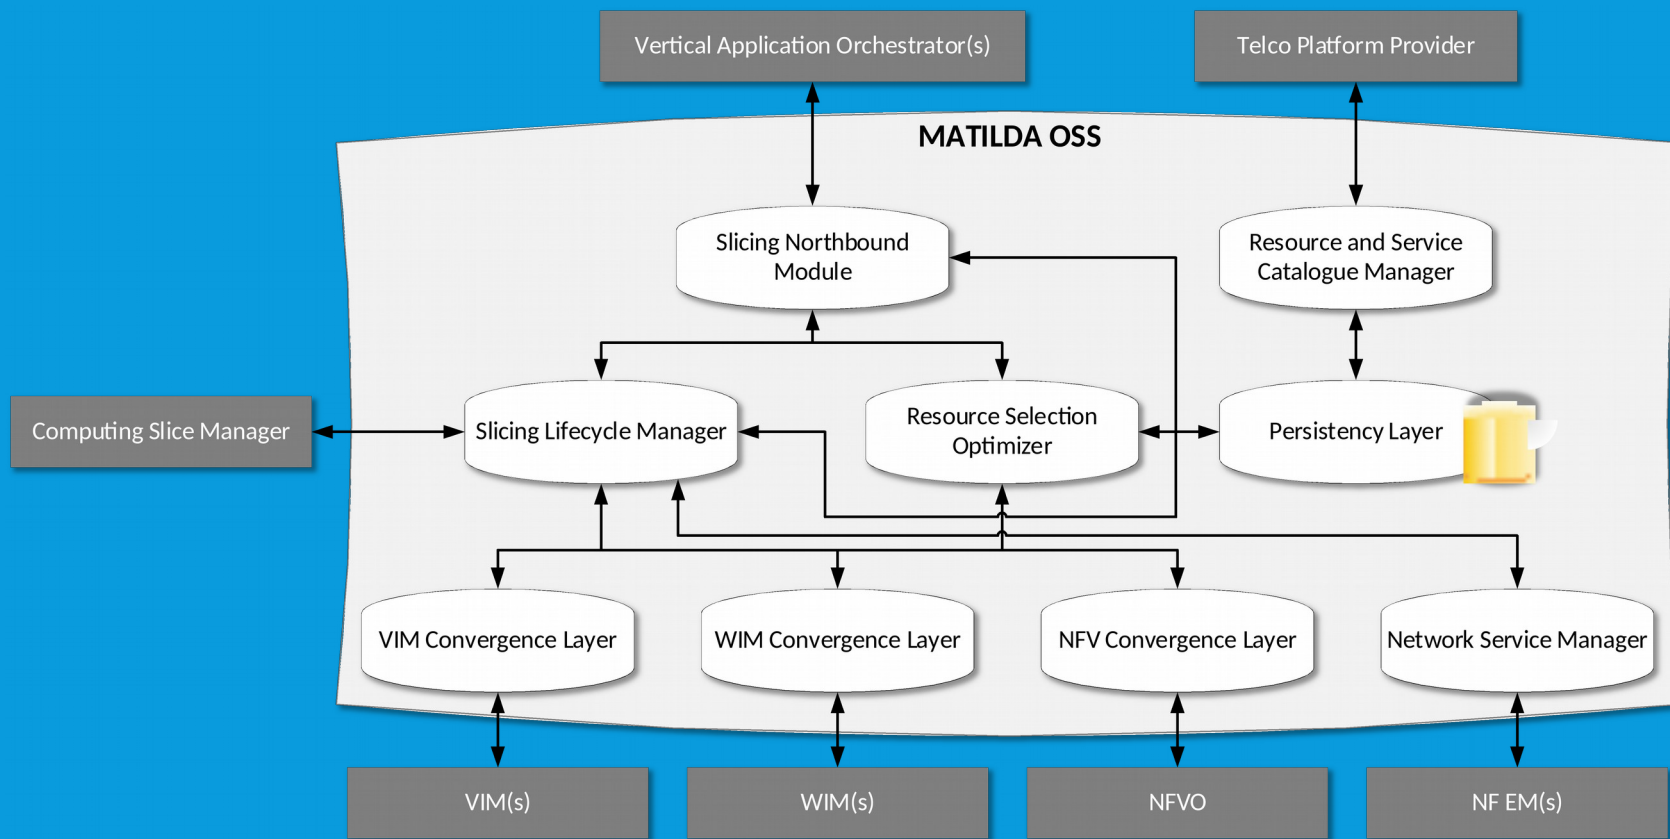 Vertical Application Orchestrator(s)
Telco Platform Provider
MATILDA OSS
Slicing Northbound
Module
Resource and Service
Catalogue Manager
Computing Slice Manager
Slicing Lifecycle Manager
Resource Selection
Optimizer
Persistency Layer
VIM Convergence Layer
WIM Convergence Layer
NFV Convergence Layer
Network Service Manager
VIM(s)
WIM(s)
NFVO
NF EM(s)